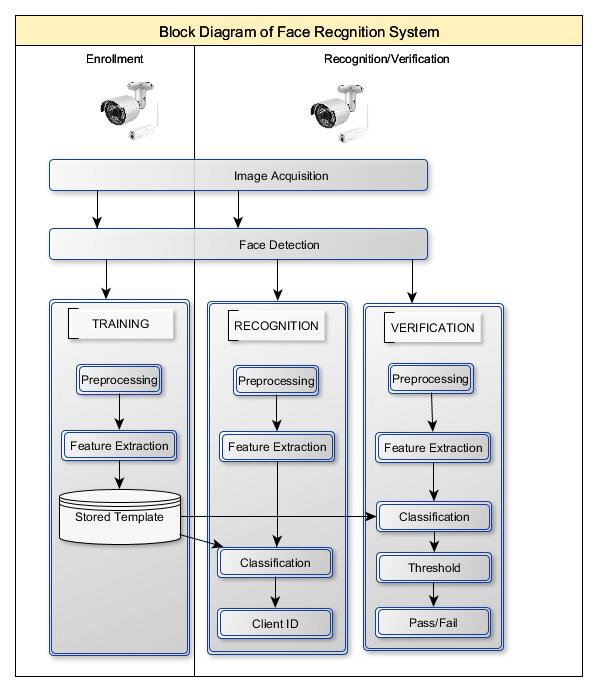 Block Diagram of Face Recgnition System
Enrollment
Recognition/Verification
Image Acquisition
Face Detection
TRAINING
Preprocessing
Feature Extraction
Stored Template
RECOGNITION
Preprocessing
Feature Extraction
Classification
Client ID
VERIFICATION
Preprocessing
Feature Extraction
Classification
Threshold
Pass/Fail